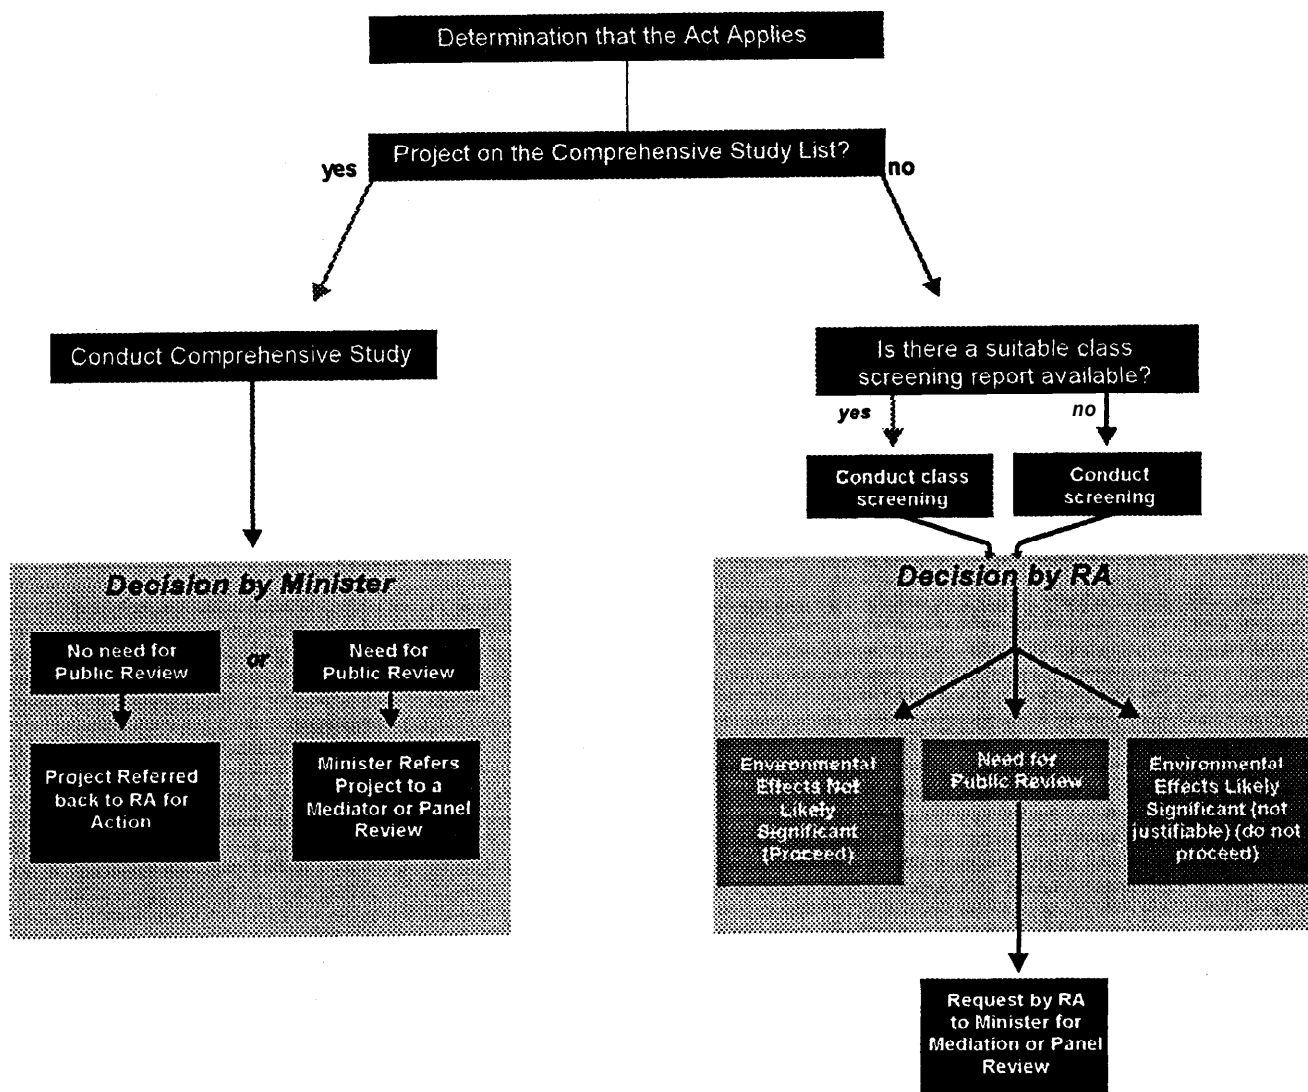 Determination that the Act Applies
Project on the Comprehensive Study List?
yes
no
Conduct Comprehensive Study
Is there a suitable class
screening report available?
yes
no
Conduct class
screening
Conduct
screening
Decision by Minister
No need for
Public Review
or
Need for
Public Review
Project Referred
back to RA for
Action
Minister Refers
Project to a
Mediator or Panel
Review
Decision by RA
Environmental
Effects Not
Likely
Significant
(Proceed)
Need for
Public Review
Environmental
Effects Likely
Significant (not
justifiable) (do not
proceed)
Request by RA
to Minister for
Mediation or Panel
Review